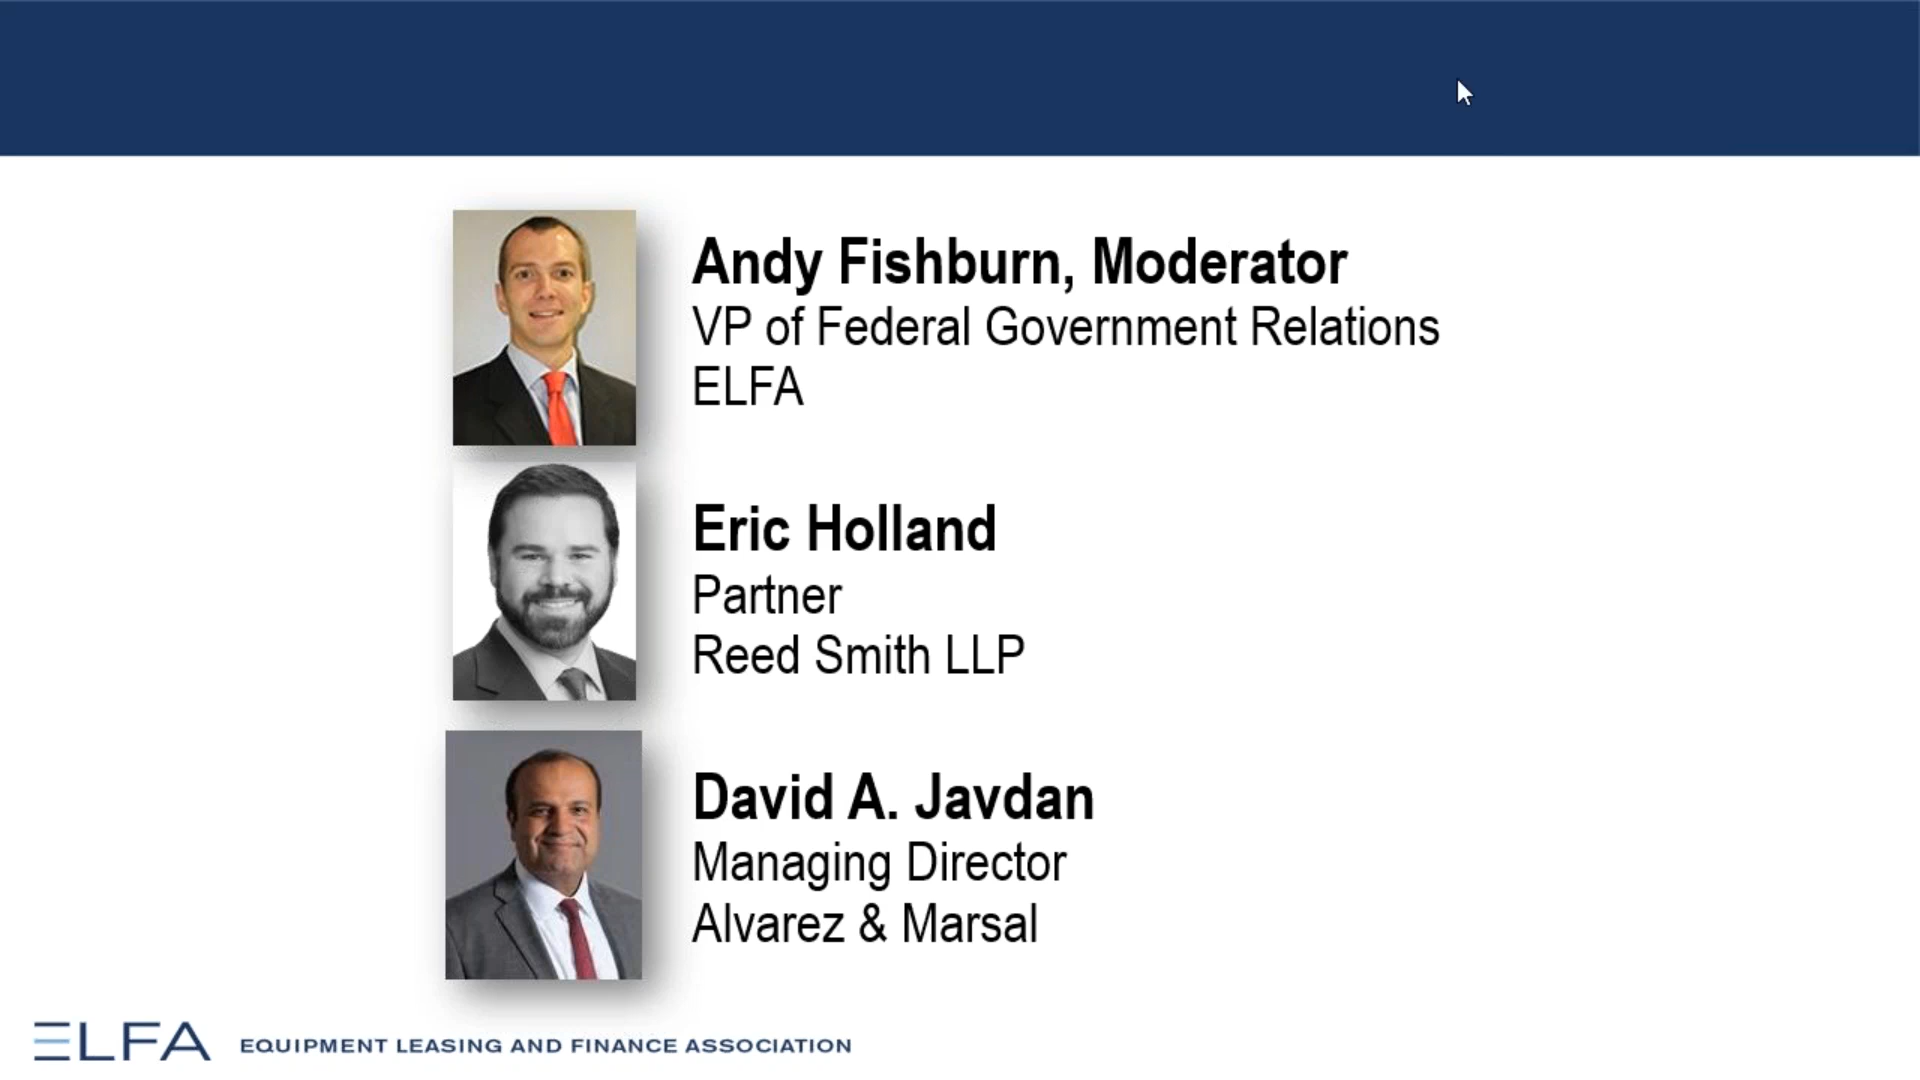 Andy Fishburn, Moderator
VP of Federal Government Relations
ELFA
Eric Holland
Partner
Reed Smith LLP
David A. Javdan
Managing Director
Alvarez & Marsal
ELFA EQUIPMENT LEASING AND FINANCE ASSOCIATION